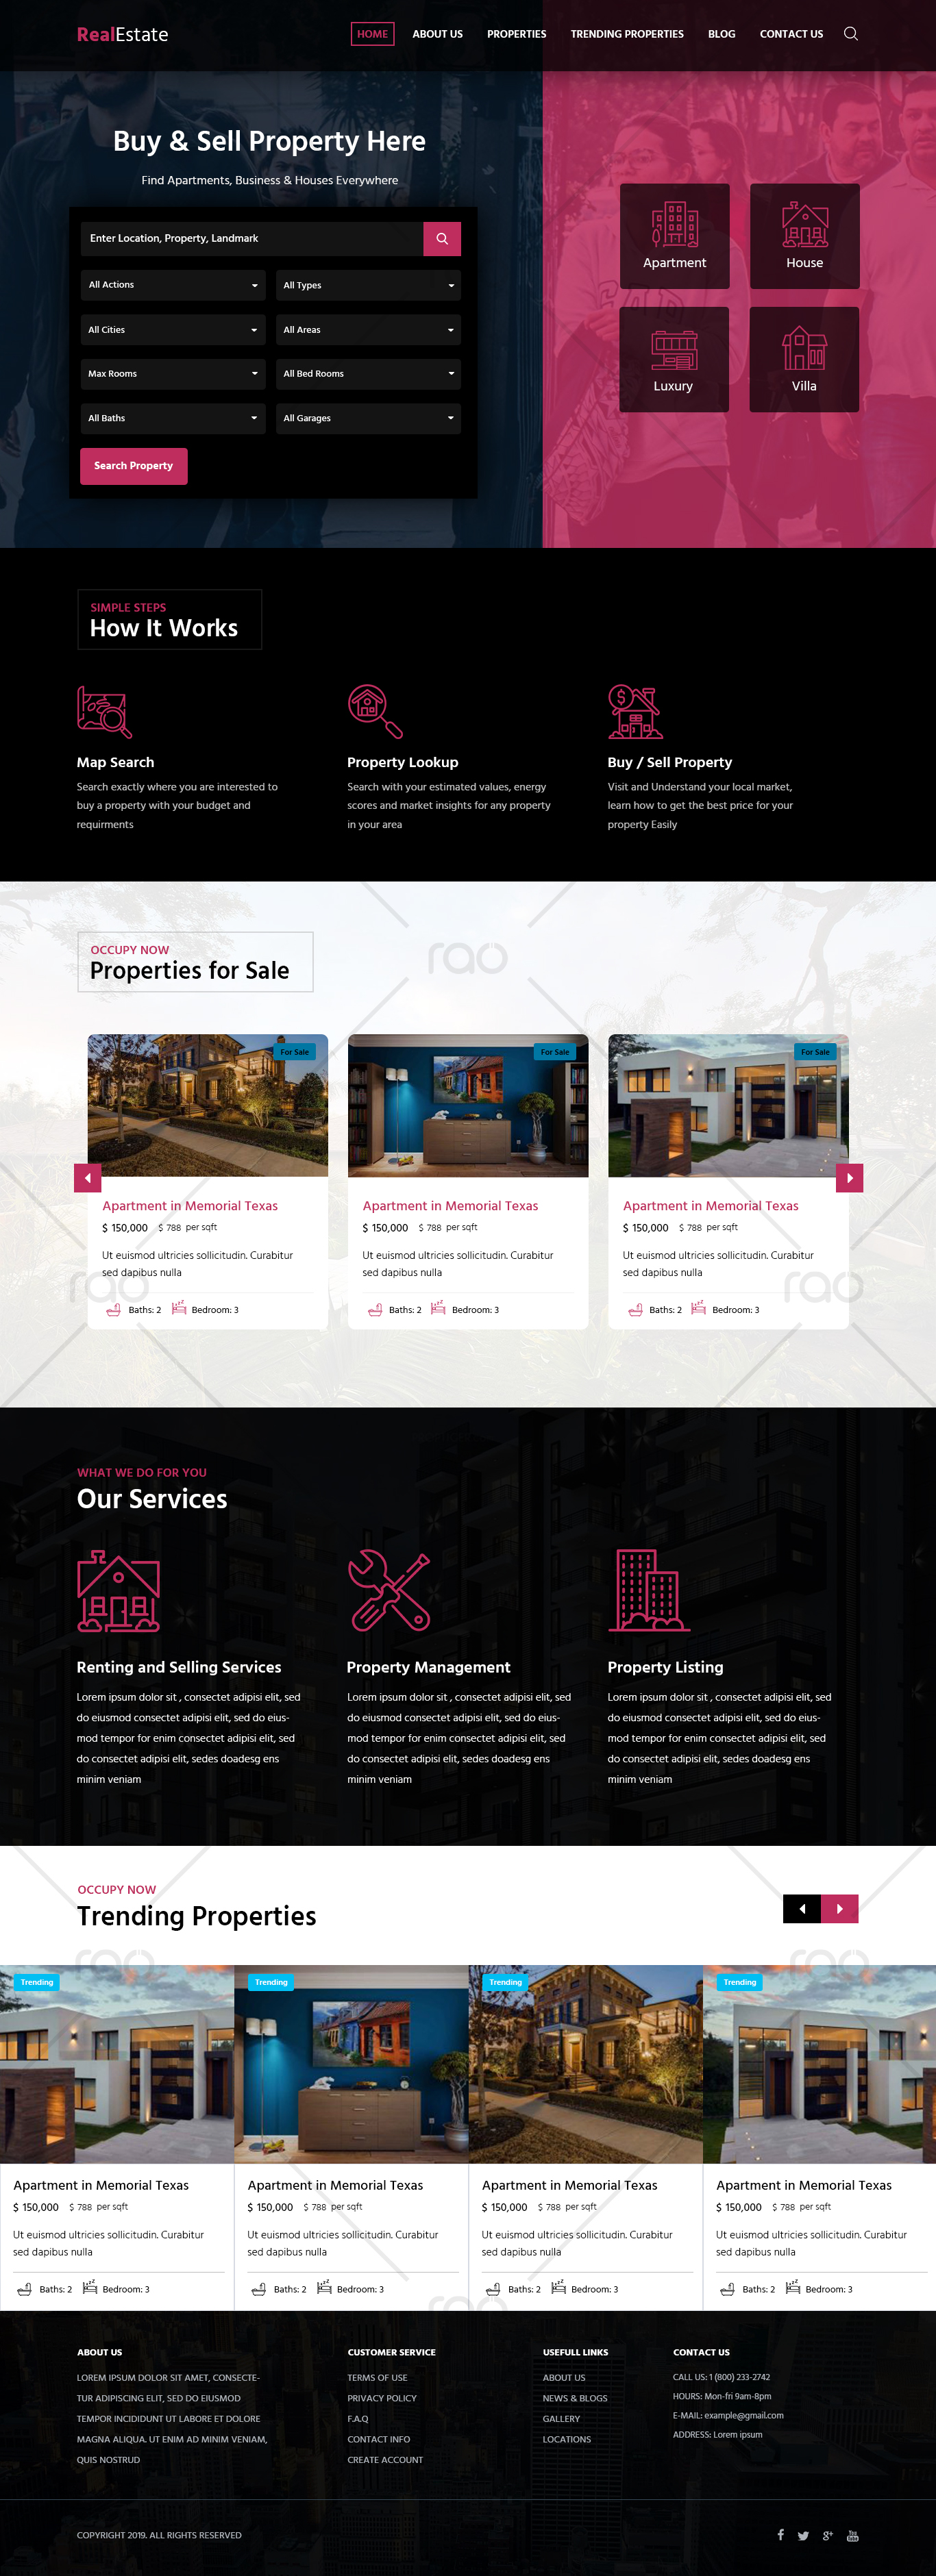 RealEstate
HOME
ABOUT US
PROPERTIES
TRENDING PROPERTIES
BLOG
CONTACT US
Buy & Sell Property Here
Find Apartments, Business & Houses Everywhere
Enter Location, Property, Landmark
All Actions
All Types
All Cities
All Areas
Max Rooms
All Bed Rooms
All Baths
All Garages
Search Property
Apartment
House
Luxury
Villa
SIMPLE STEPS
How It Works
Map Search
Search exactly where you are interested to
buy a property with your budget and
requirments
Property Lookup
Search with your estimated values, energy
scores and market insights for any property
in your area
Buy / Sell Property
Visit and Understand your local market,
learn how to get the best price for your
property Easily
OCCUPY NOW
Properties for Sale
rao
For Sale
For Sale
For Sale
Apartment in Memorial Texas
$ 150,000 $ 788 per sqft
Ut euismod ultricies sollicitudin. Curabitur
sed dapibus nulla
Baths: 2 Bedroom: 3
Apartment in Memorial Texas
$ 150,000 $ 788 per sqft
Ut euismod ultricies sollicitudin. Curabitur
sed dapibus nulla
Baths: 2 Bedroom: 3
Apartment in Memorial Texas
$ 150,000 $ 788 per sqft
Ut euismod ultricies sollicitudin. Curabitur
sed dapibus nulla
Baths: 2 Bedroom: 3
rao
rao
WHAT WE DO FOR YOU
Our Services
Renting and Selling Services
Lorem ipsum dolor sit , consectet adipisi elit, sed
do eiusmod consectet adipisi elit, sed do eius-
mod tempor for enim consectet adipisi elit, sed
do consectet adipisi elit, sedes doadesg ens
minim veniam
Property Management
Lorem ipsum dolor sit , consectet adipisi elit, sed
do eiusmod consectet adipisi elit, sed do eius-
mod tempor for enim consectet adipisi elit, sed
do consectet adipisi elit, sedes doadesg ens
minim veniam
Property Listing
Lorem ipsum dolor sit , consectet adipisi elit, sed
do eiusmod consectet adipisi elit, sed do eius-
mod tempor for enim consectet adipisi elit, sed
do consectet adipisi elit, sedes doadesg ens
minim veniam
OCCUPY NOW
Trending Properties
rao
rao
Trending
Trending
Trending
Trending
Apartment in Memorial Texas
$ 150,000 $ 788 per sqft
Ut euismod ultricies sollicitudin. Curabitur
sed dapibus nulla
Baths: 2 Bedroom: 3
Apartment in Memorial Texas
$ 150,000 $ 788 per sqft
Ut euismod ultricies sollicitudin. Curabitur
sed dapibus nulla
Baths: 2 Bedroom: 3
Apartment in Memorial Texas
$ 150,000 $ 788 per sqft
Ut euismod ultricies sollicitudin. Curabitur
sed dapibus nulla
Baths: 2 Bedroom: 3
Apartment in Memorial Texas
$ 150,000 $ 788 per sqft
Ut euismod ultricies sollicitudin. Curabitur
sed dapibus nulla
Baths: 2 Bedroom: 3
rao
ABOUT US
LOREM IPSUM DOLOR SIT AMET, CONSECTE-
TUR ADIPISCING ELIT, SED DO EIUSMOD
TEMPOR INCIDIDUNT UT LABORE ET DOLORE
MAGNA ALIQUA. UT ENIM AD MINIM VENIAM,
QUIS NOSTRUD
CUSTOMER SERVICE
TERMS OF USE
PRIVACY POLICY
F.A.Q
CONTACT INFO
CREATE ACCOUNT
USEFULL LINKS
ABOUT US
NEWS & BLOGS
GALLERY
LOCATIONS
CONTACT US
CALL US: 1 (800) 233-2742
HOURS: Mon-fri 9am-8pm
E-MAIL: example@gmail.com
ADDRESS: Lorem ipsum
COPYRIGHT 2019. ALL RIGHTS RESERVED